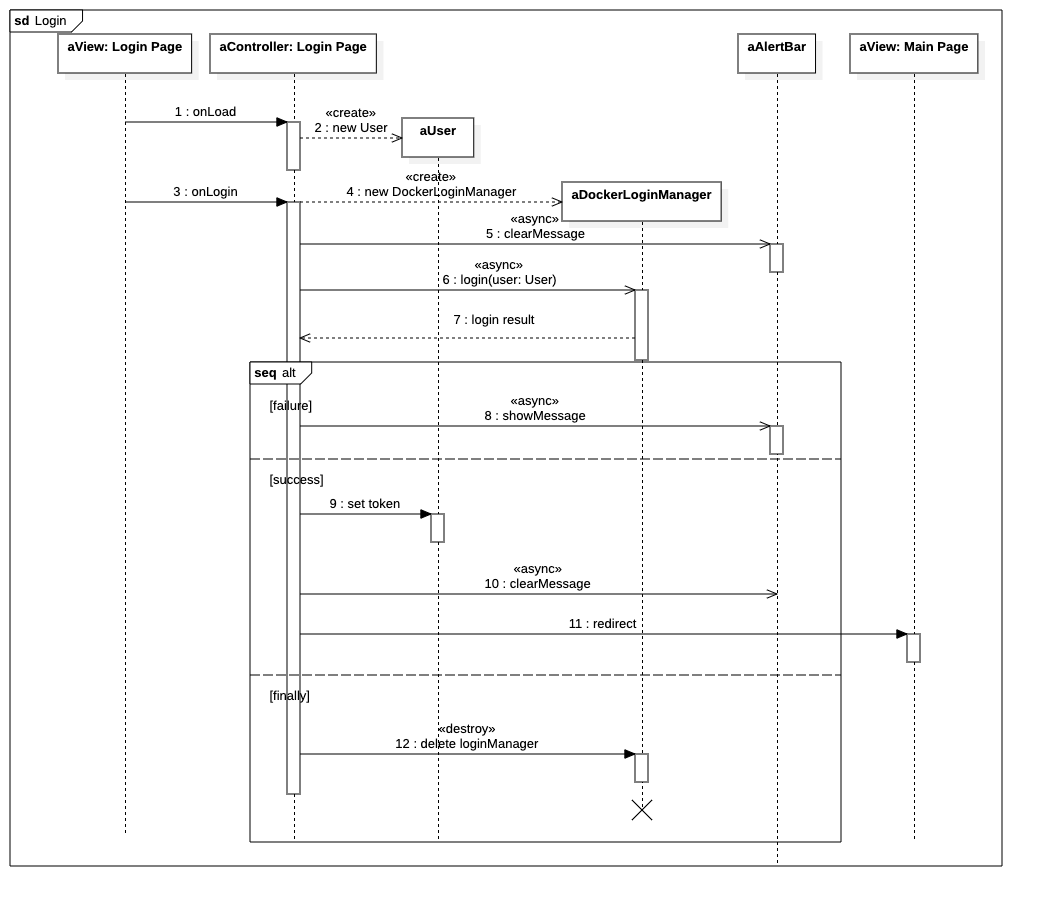 sd Login
aView: Login Page
aController: Login Page
aAlertBar
aView: Main Page
1 : onLoad
«create»
2 : new User
aUser
3 : onLogin
«create»
4 : new DockerLoginManager
aDockerLoginManager
«async»
5 : clearMessage
«async»
6 : login(user: User)
7 : login result
seq alt
[failure]
«async»
8 : showMessage
[success]
9 : set token
«async»
10 : clearMessage
11 : redirect
[finally]
«destroy»
12 : delete loginManager